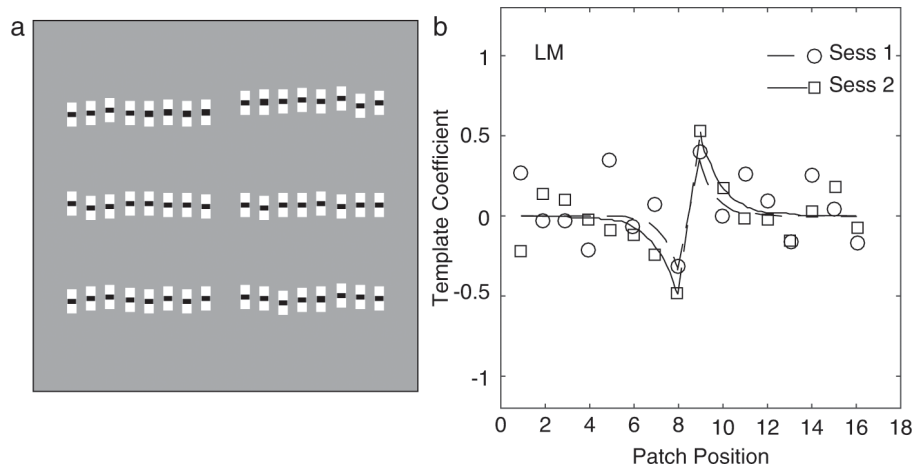 a
b
LM
Sess 1
Sess 2
Template Coefficient
1
0.5
0
-0.5
-1
0 2 4 6 8 10 12 14 16 18
Patch Position